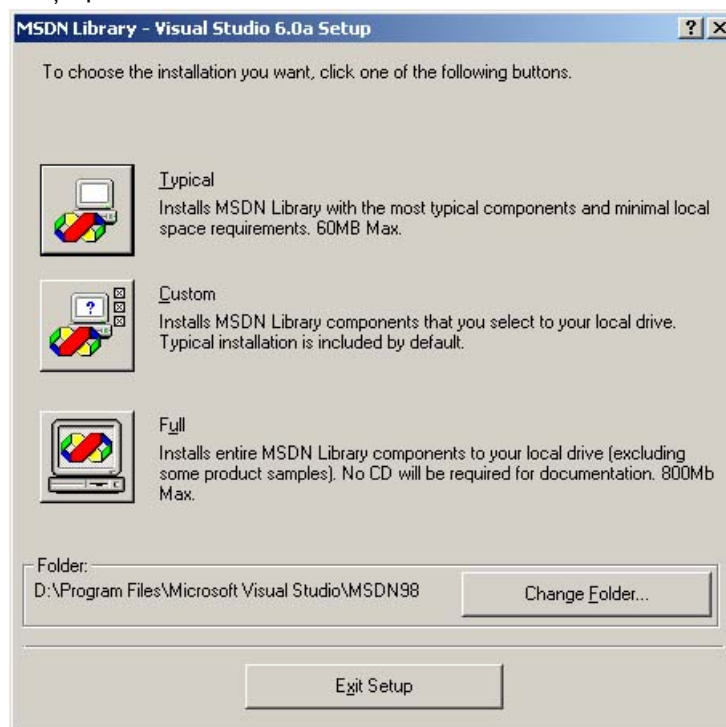 MSDN Library - Visual Studio 6.0a Setup
To choose the installation you want, click one of the following buttons.
Typical
Installs MSDN Library with the most typical components and minimal local
space requirements. 60MB Max.
?
Custom
Installs MSDN Library components that you select to your local drive.
Typical installation is included by default.
Full
Installs entire MSDN Library components to your local drive (excluding
some product samples). No CD will be required for documentation. 800Mb
Max.
Folder:
D:\Program Files\Microsoft Visual Studio\MSDN98
Change Folder...
Exit Setup